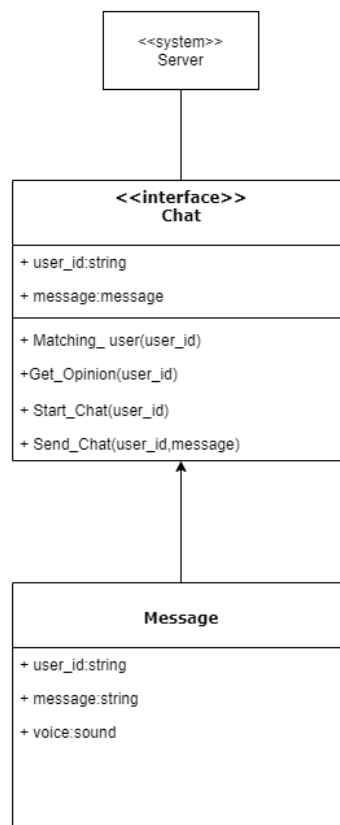 <<system>>
Server
<<interface>>
Chat
+ user_id:string
+ message:message
+ Matching_ user(user_id)
+Get_Opinion(user_id)
+ Start_Chat(user_id)
+ Send_Chat(user_id,message)
Message
+ user_id:string
+ message:string
+ voice:sound